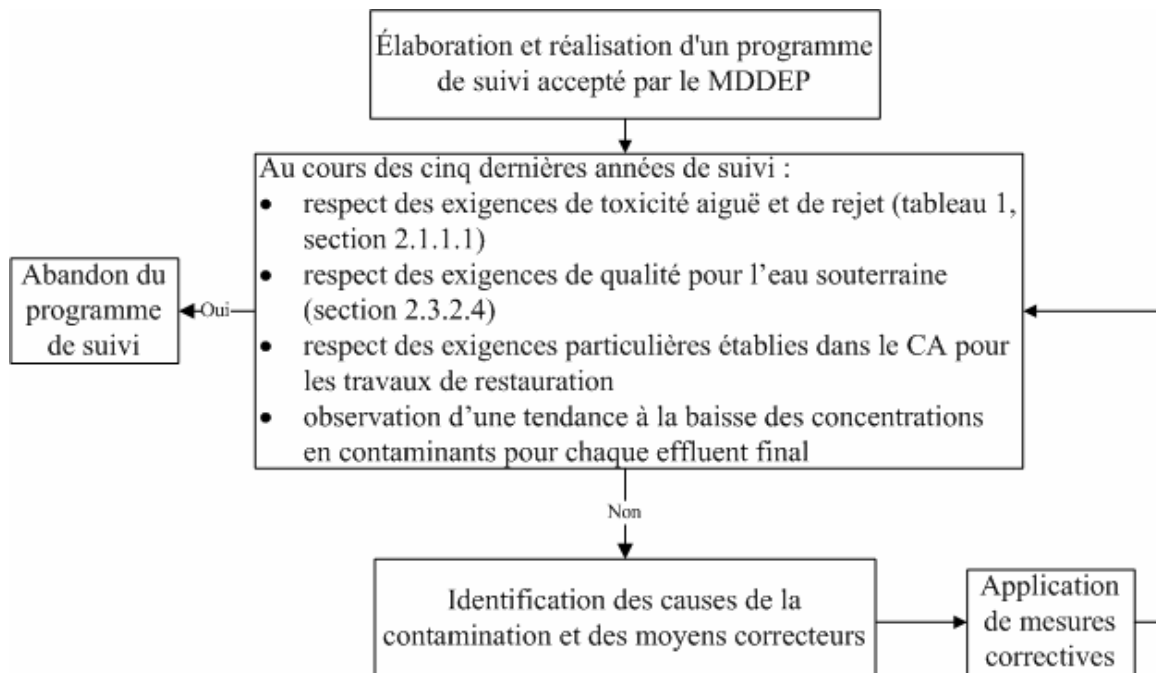 Élaboration et réalisation d'un programme
de suivi accepté par le MDDEP
Au cours des cinq dernières années de suivi :
• respect des exigences de toxicité aiguë et de rejet (tableau 1,
section 2.1.1.1)
• respect des exigences de qualité pour l’eau souterraine
(section 2.3.2.4)
• respect des exigences particulières établies dans le CA pour
les travaux de restauration
• observation d’une tendance à la baisse des concentrations
en contaminants pour chaque effluent final
Oui
Abandon du
programme
de suivi
Non
Identification des causes de la
contamination et des moyens correcteurs
Application
de mesures
correctives